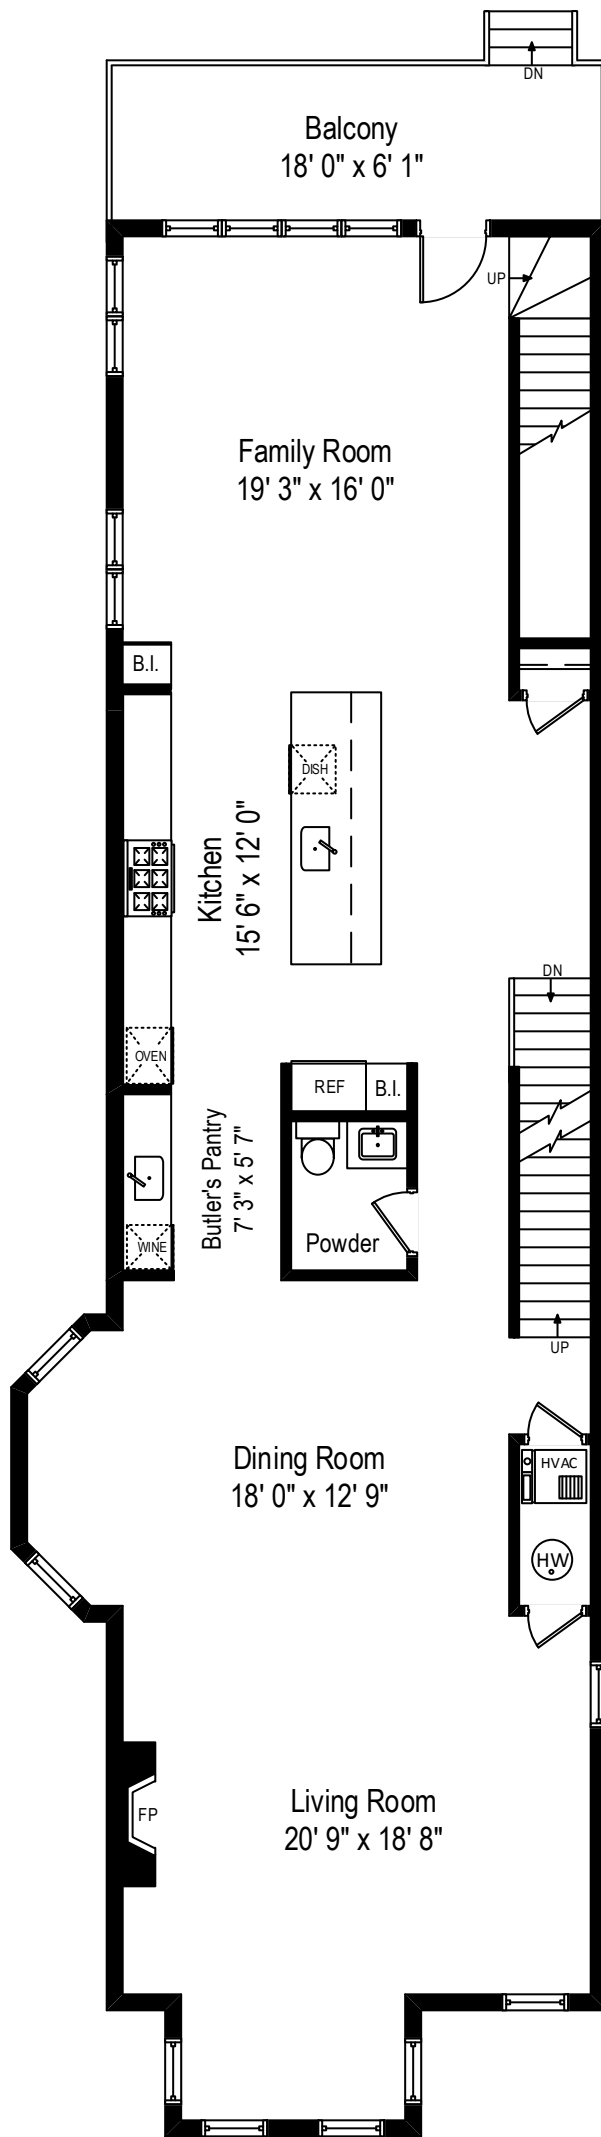 DN
Balcony
18' 0" x 6' 1"
UP
Family Room
19' 3" x 16' 0"
B.I.
DISH
Kitchen
15' 6" x 12' 0"
DN
OVEN
REF
B.I.
Butler's Pantry
7' 3" x 5' 7"
WINE
Powder
UP
Dining Room
18' 0" x 12' 9"
HVAC
HW
Living Room
20' 9" x 18' 8"
FP